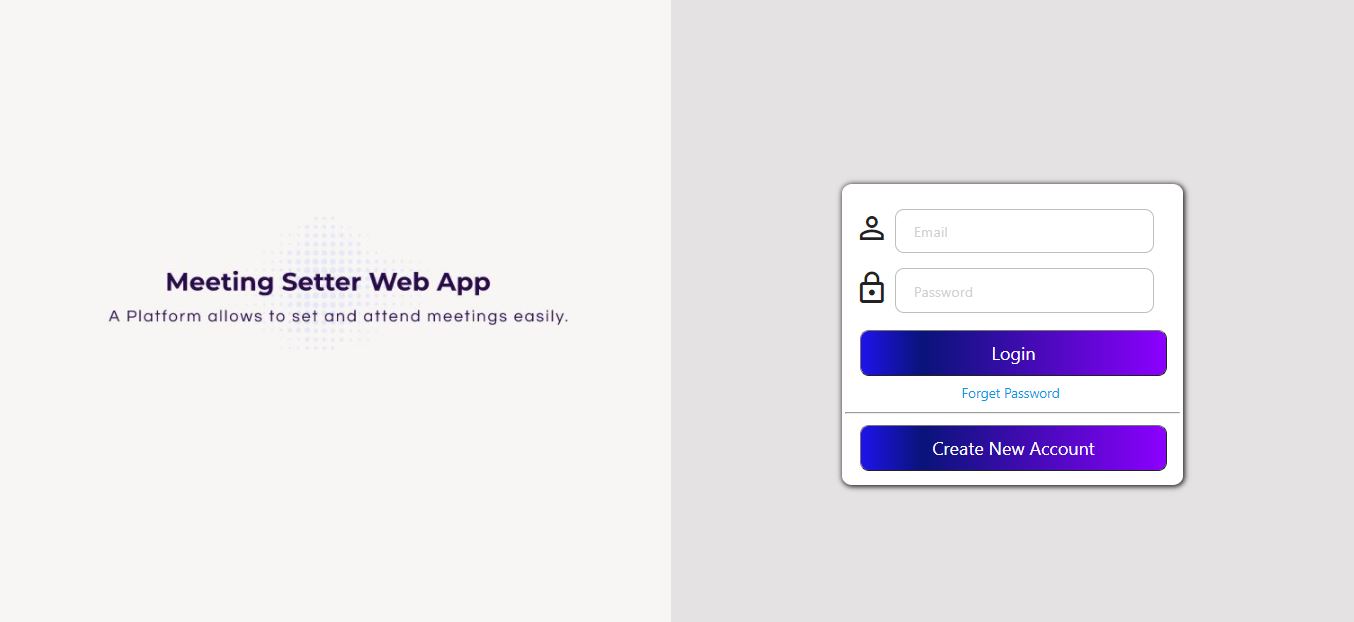 Meeting Setter Web App
A Platform allows to set and attend meetings easily.
Email
Password
Login
Forget Password
Create New Account